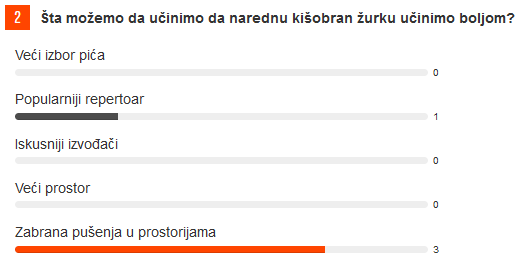 2 Šta možemo da učinimo da narednu kišobran žurku učinimo boljom?
Veći izbor pića
0
Popularniji repertoar
1
Iskusniji izvođači
0
Veći prostor
0
Zabrana pušenja u prostorijama
3